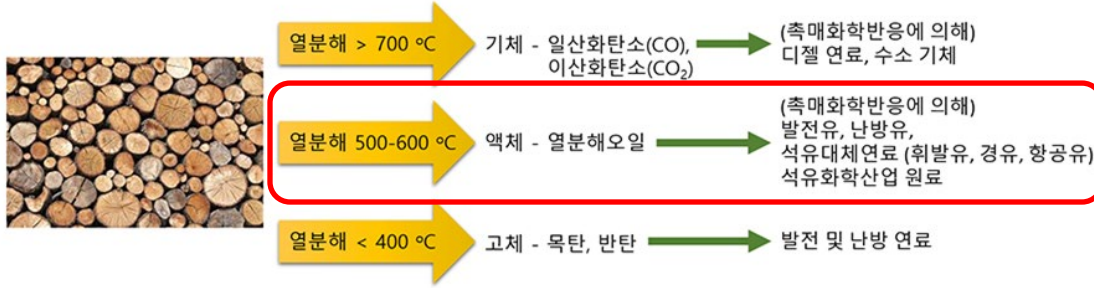 열분해 > 700 ℃
기체 - 일산화탄소(CO),
이산화탄소(CO₂)
(촉매화학반응에 의해)
디젤 연료, 수소 기체
열분해 500-600 ℃
액체 - 열분해오일
(촉매화학반응에 의해)
발전유, 난방유,
석유대체연료 (휘발유, 경유, 항공유)
석유화학산업 원료
열분해 < 400 ℃
고체 - 목탄, 반탄
발전 및 난방 연료